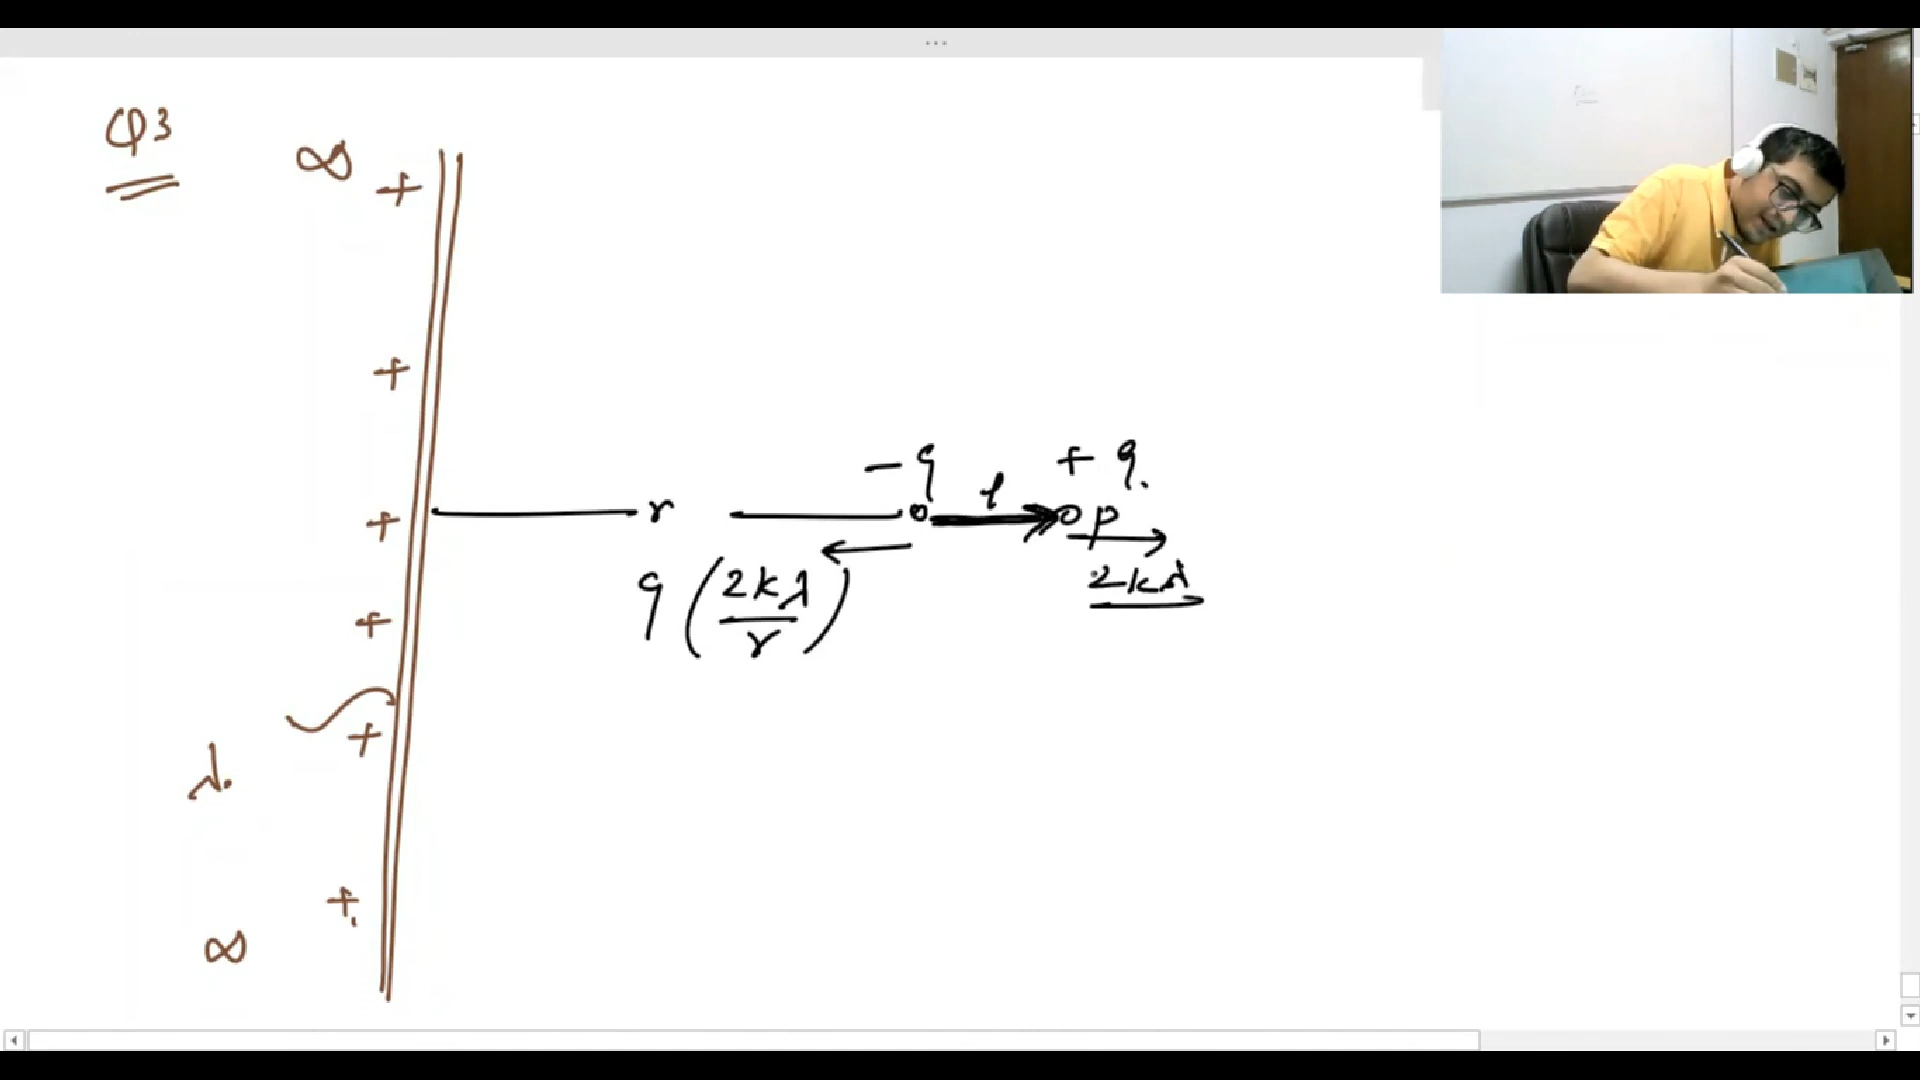 Q3
∞ +
+
- q + q.
+ r l p
q (2kλ/r) 2kλ
+
+
λ.
+.
∞